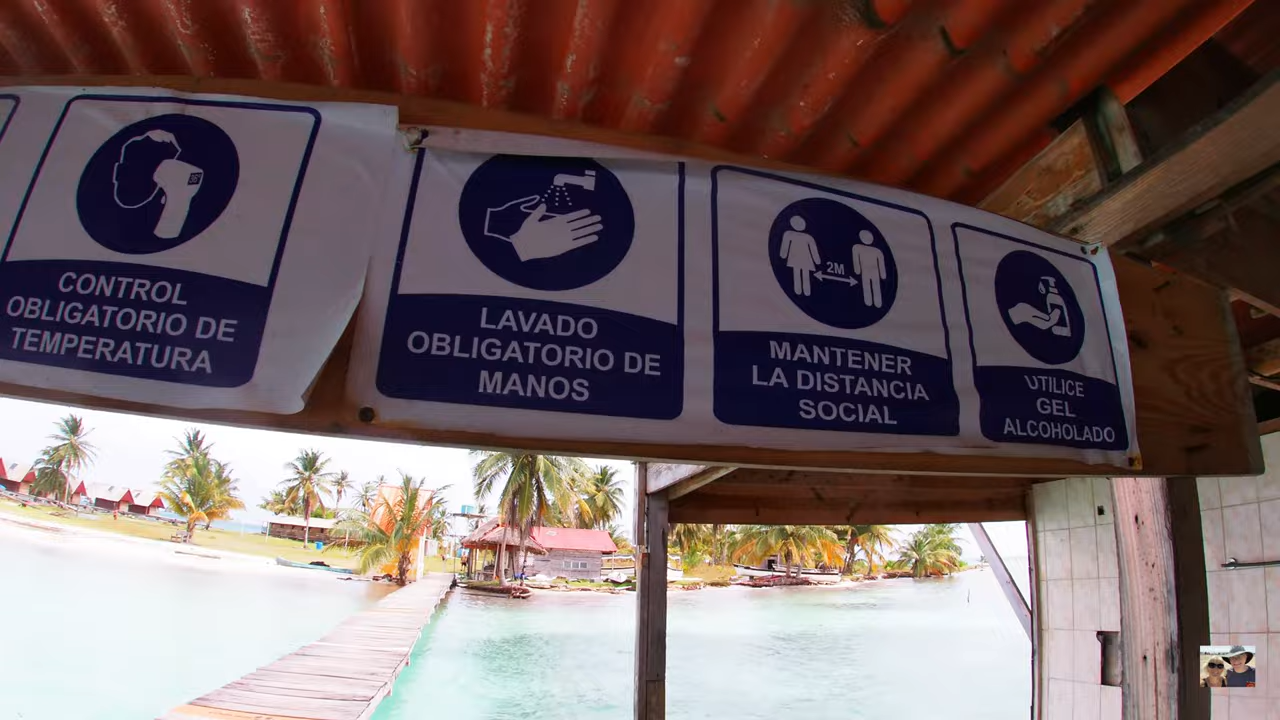 CONTROL
OBLIGATORIO DE
TEMPERATURA
LAVADO
OBLIGATORIO DE
MANOS
2M
MANTENER
LA DISTANCIA
SOCIAL
UTILICE
GEL
ALCOHOLADO